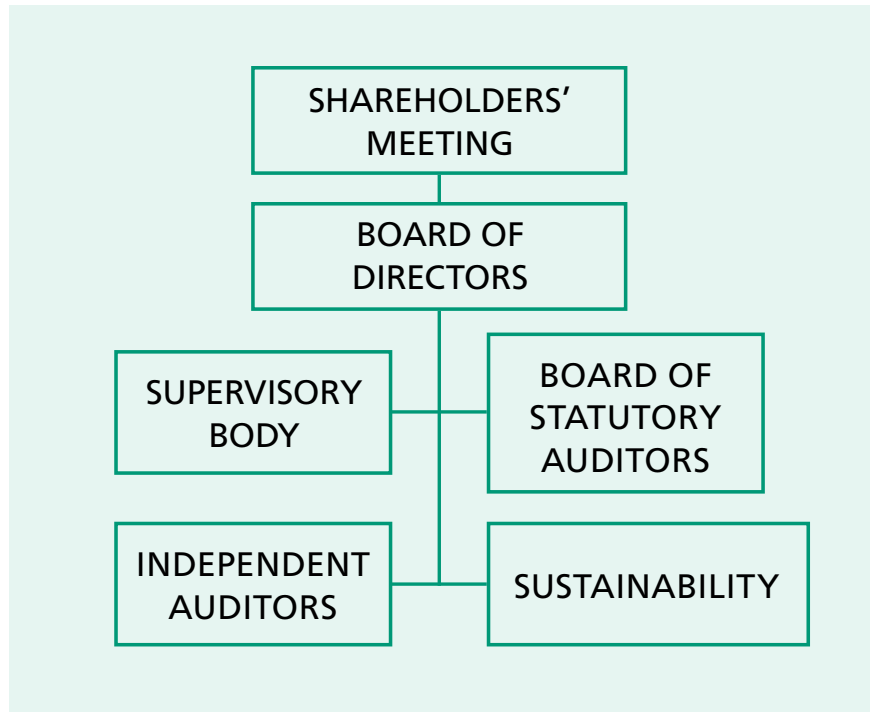 SHAREHOLDERS’
MEETING
BOARD OF
DIRECTORS
SUPERVISORY
BODY
BOARD OF
STATUTORY
AUDITORS
INDEPENDENT
AUDITORS
SUSTAINABILITY